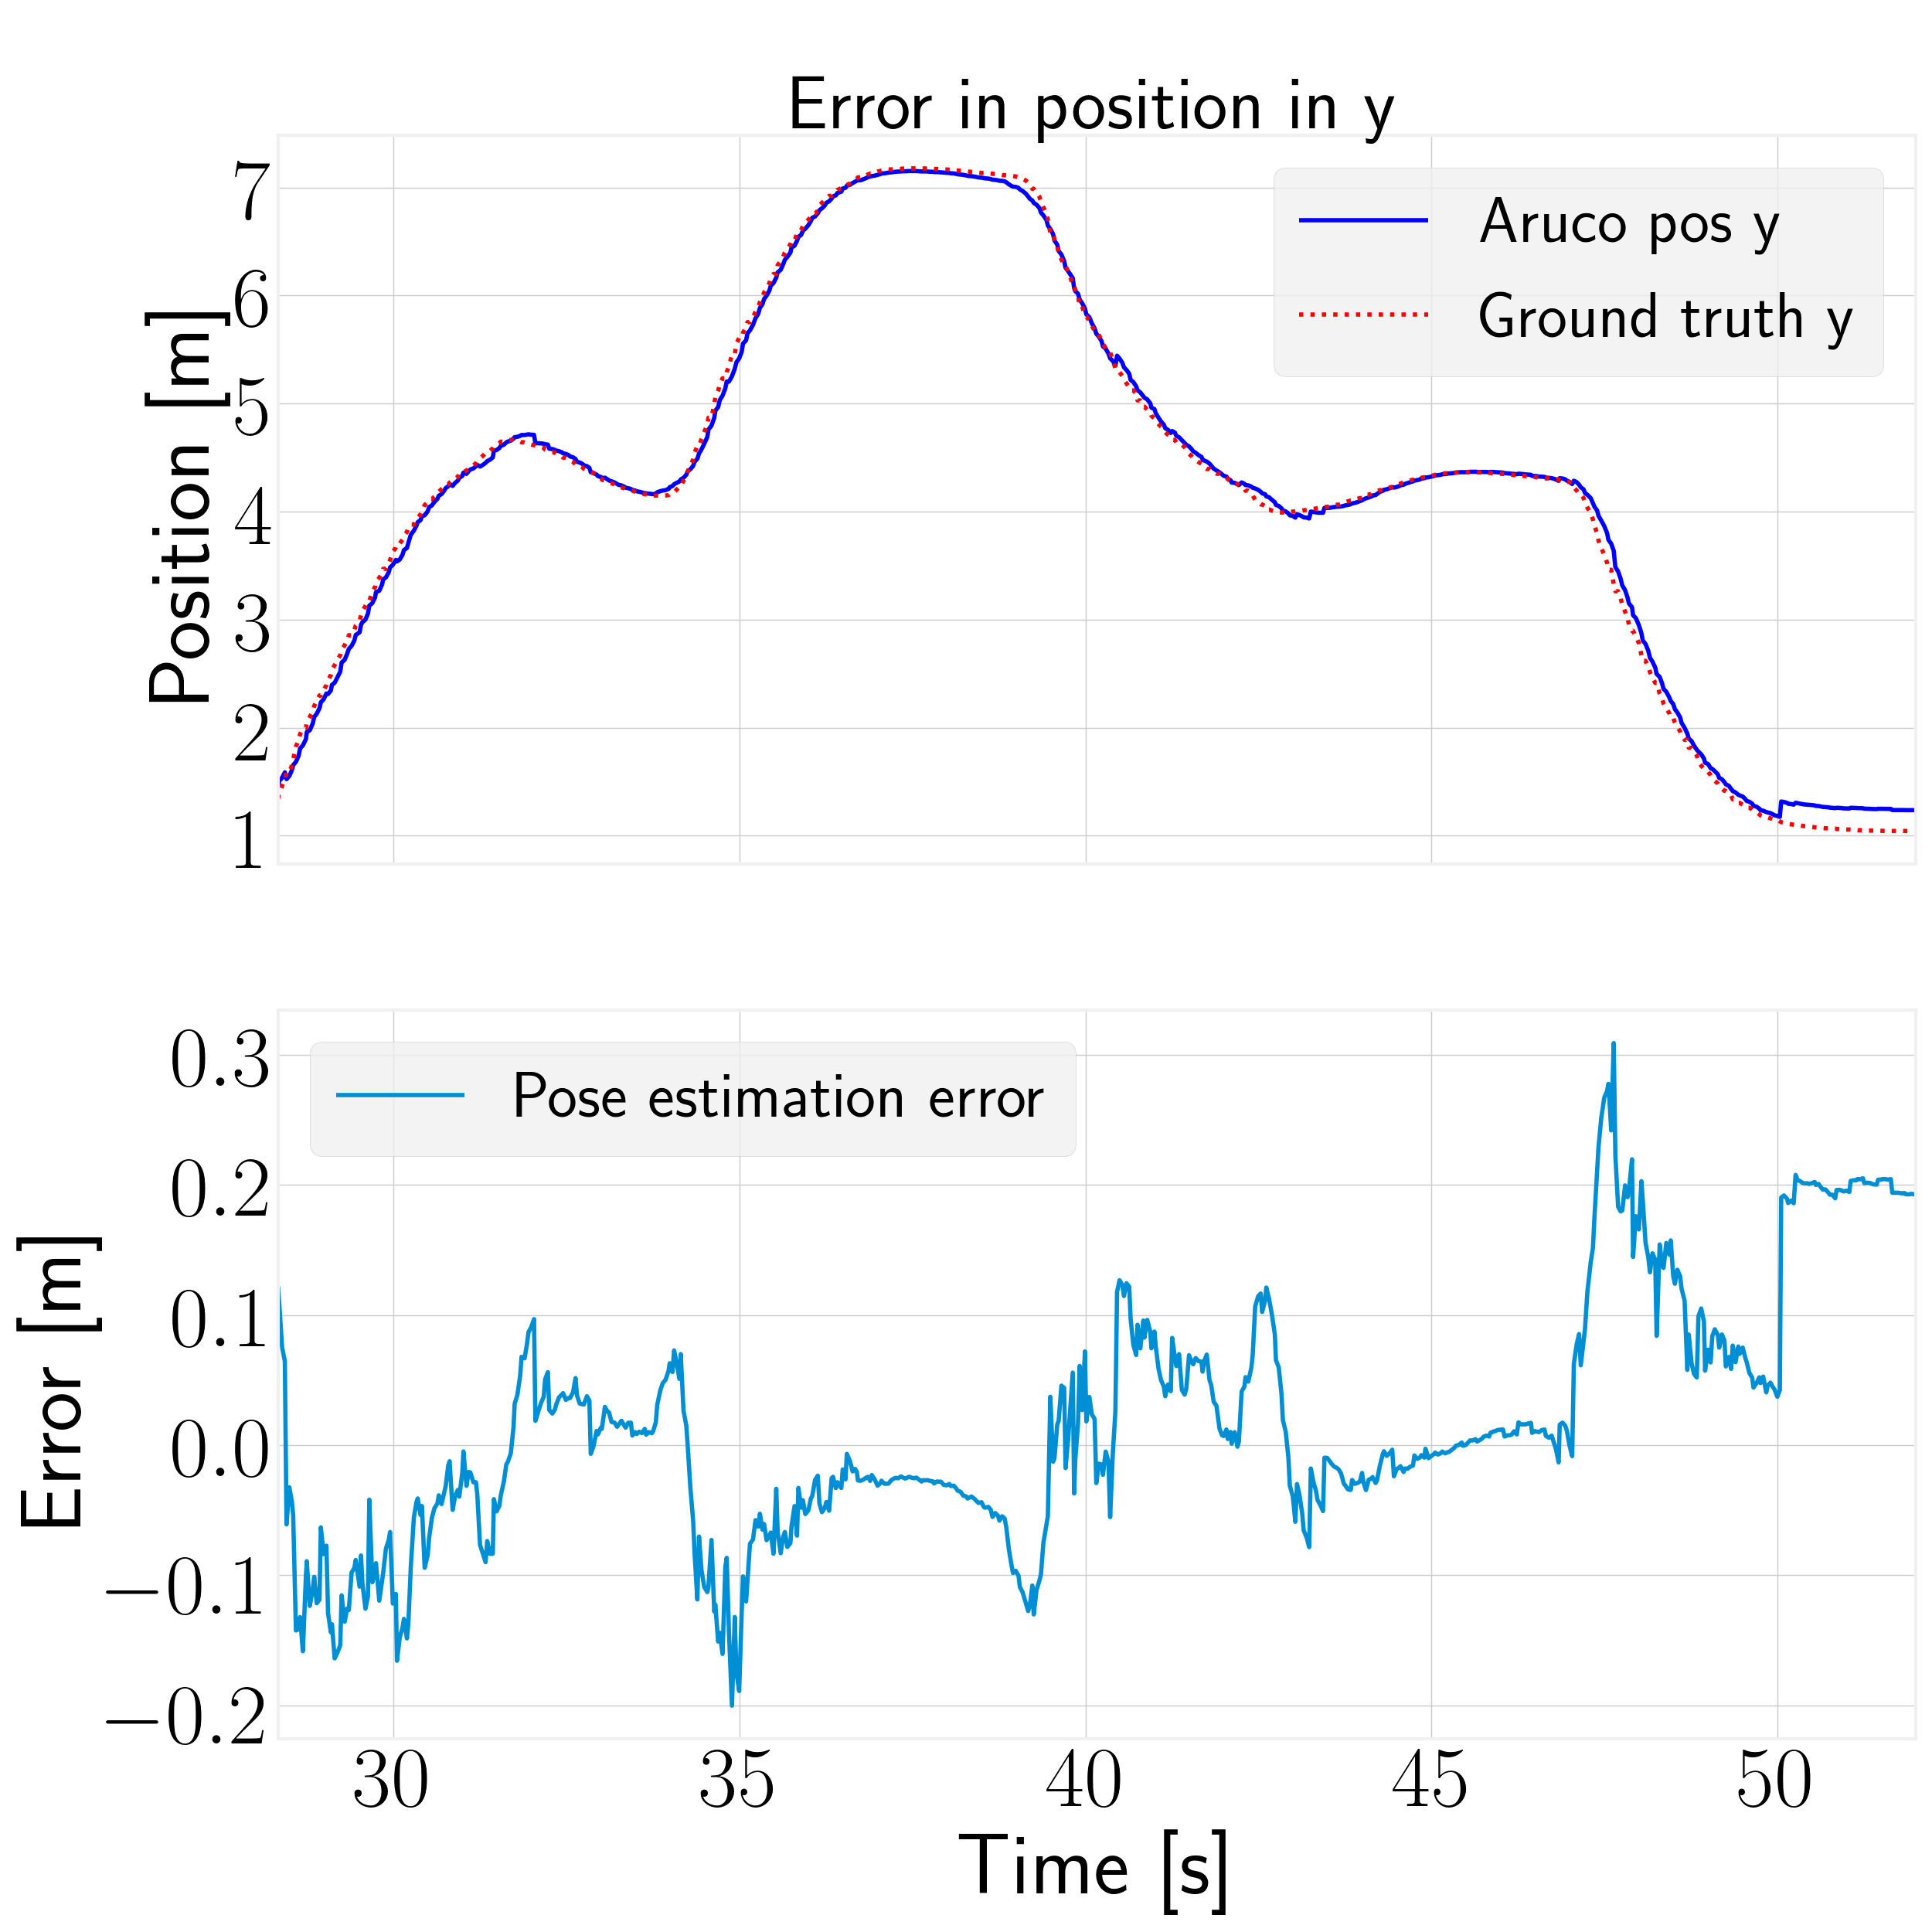 Error in position in y
Position [m]
7
6
5
4
3
2
1
Aruco pos y
Ground truth y
Error [m]
0.3
0.2
0.1
0.0
−0.1
−0.2
Pose estimation error
30 35 40 45 50
Time [s]